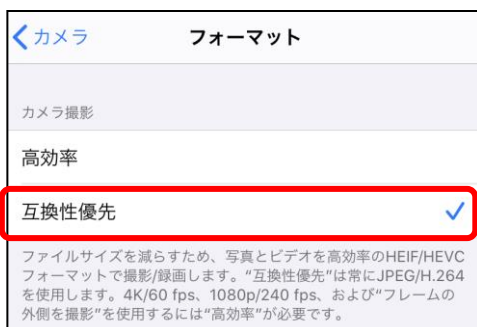 カメラ フォーマット
カメラ撮影
高効率
互換性優先
ファイルサイズを減らすため、写真とビデオを高効率のHEIF/HEVC
フォーマットで撮影/録画します。“互換性優先”は常にJPEG/H.264
を使用します。4K/60 fps、1080p/240 fps、および“フレームの
外側を撮影”を使用するには“高効率”が必要です。